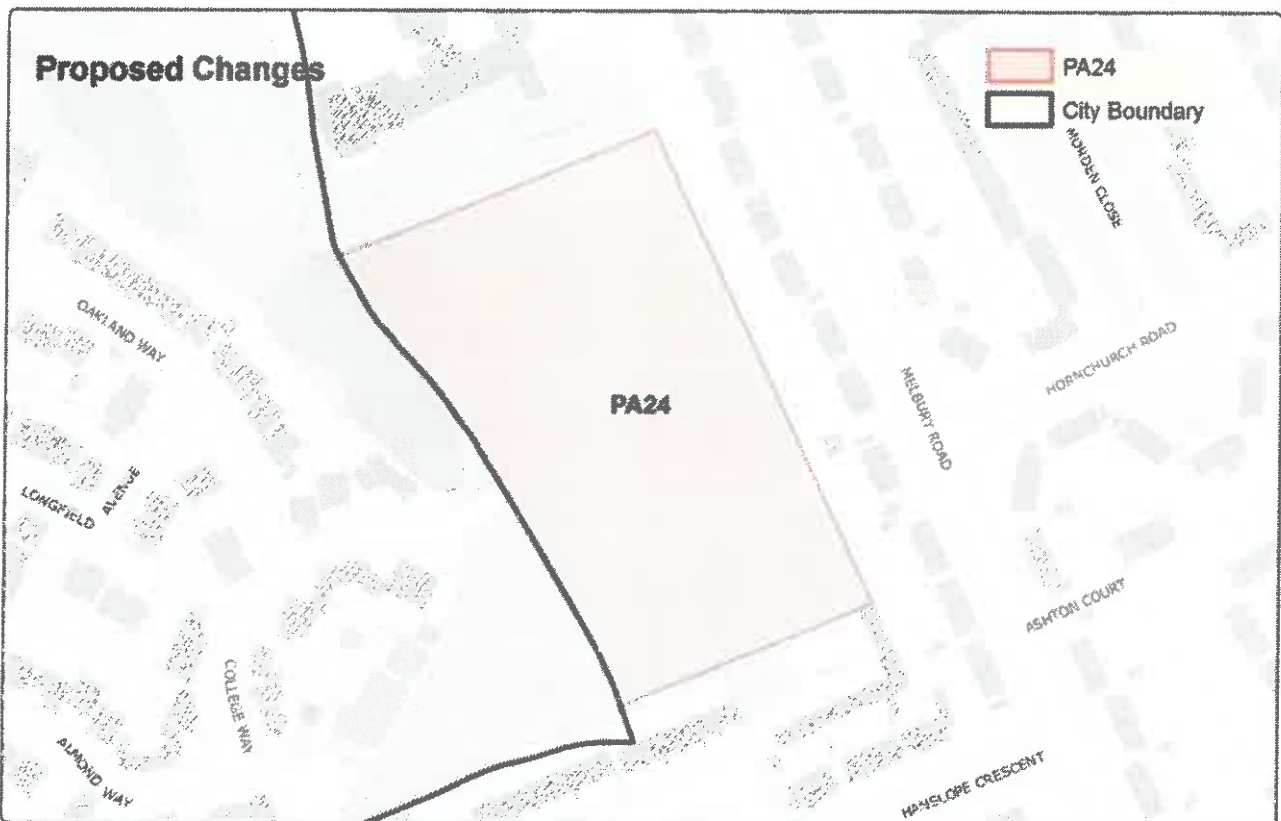 Proposed Changes
PA24
City Boundary
MORDEN CLOSE
OAKLAND WAY
HORNCHURCH ROAD
PA24
MELBURY ROAD
LONGFIELD
AVENUE
ASHTON COURT
COLLEGE WAY
ALMOND WAY
HANSLOPE CRESCENT